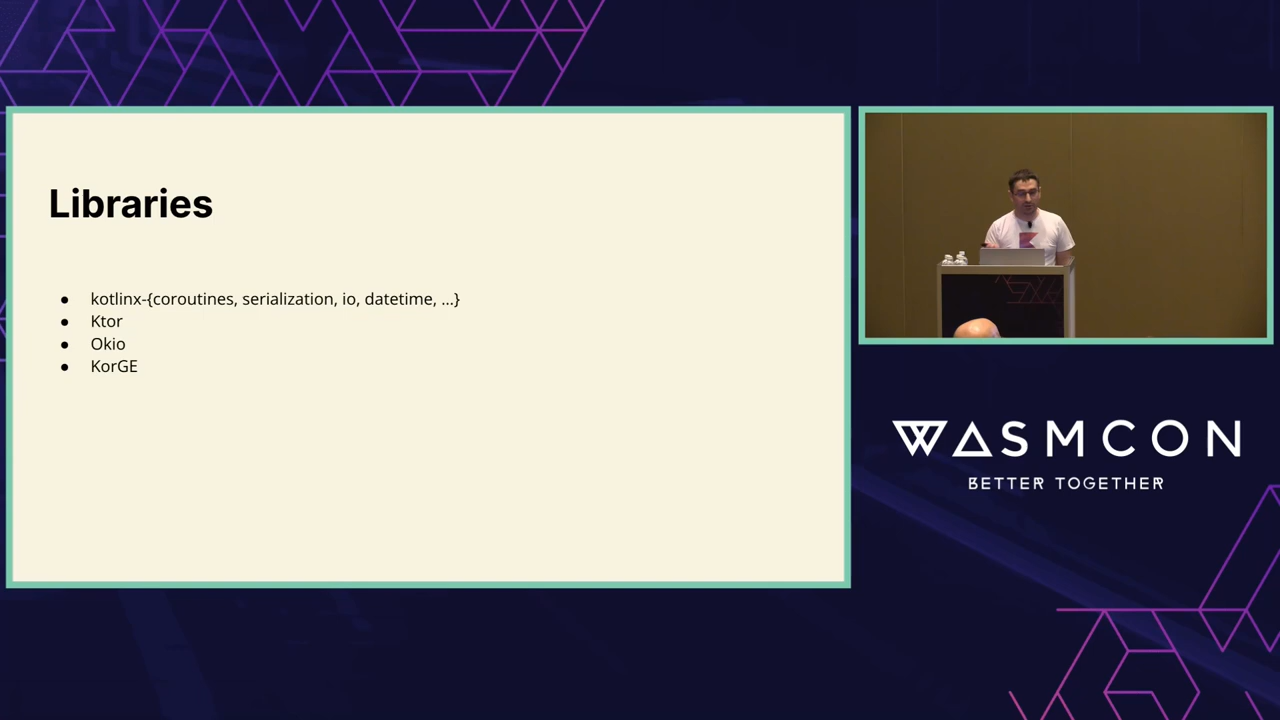 Libraries
● kotlinx-{coroutines, serialization, io, datetime, ...}
● Ktor
● Okio
● KorGE
WASMCON
BETTER TOGETHER